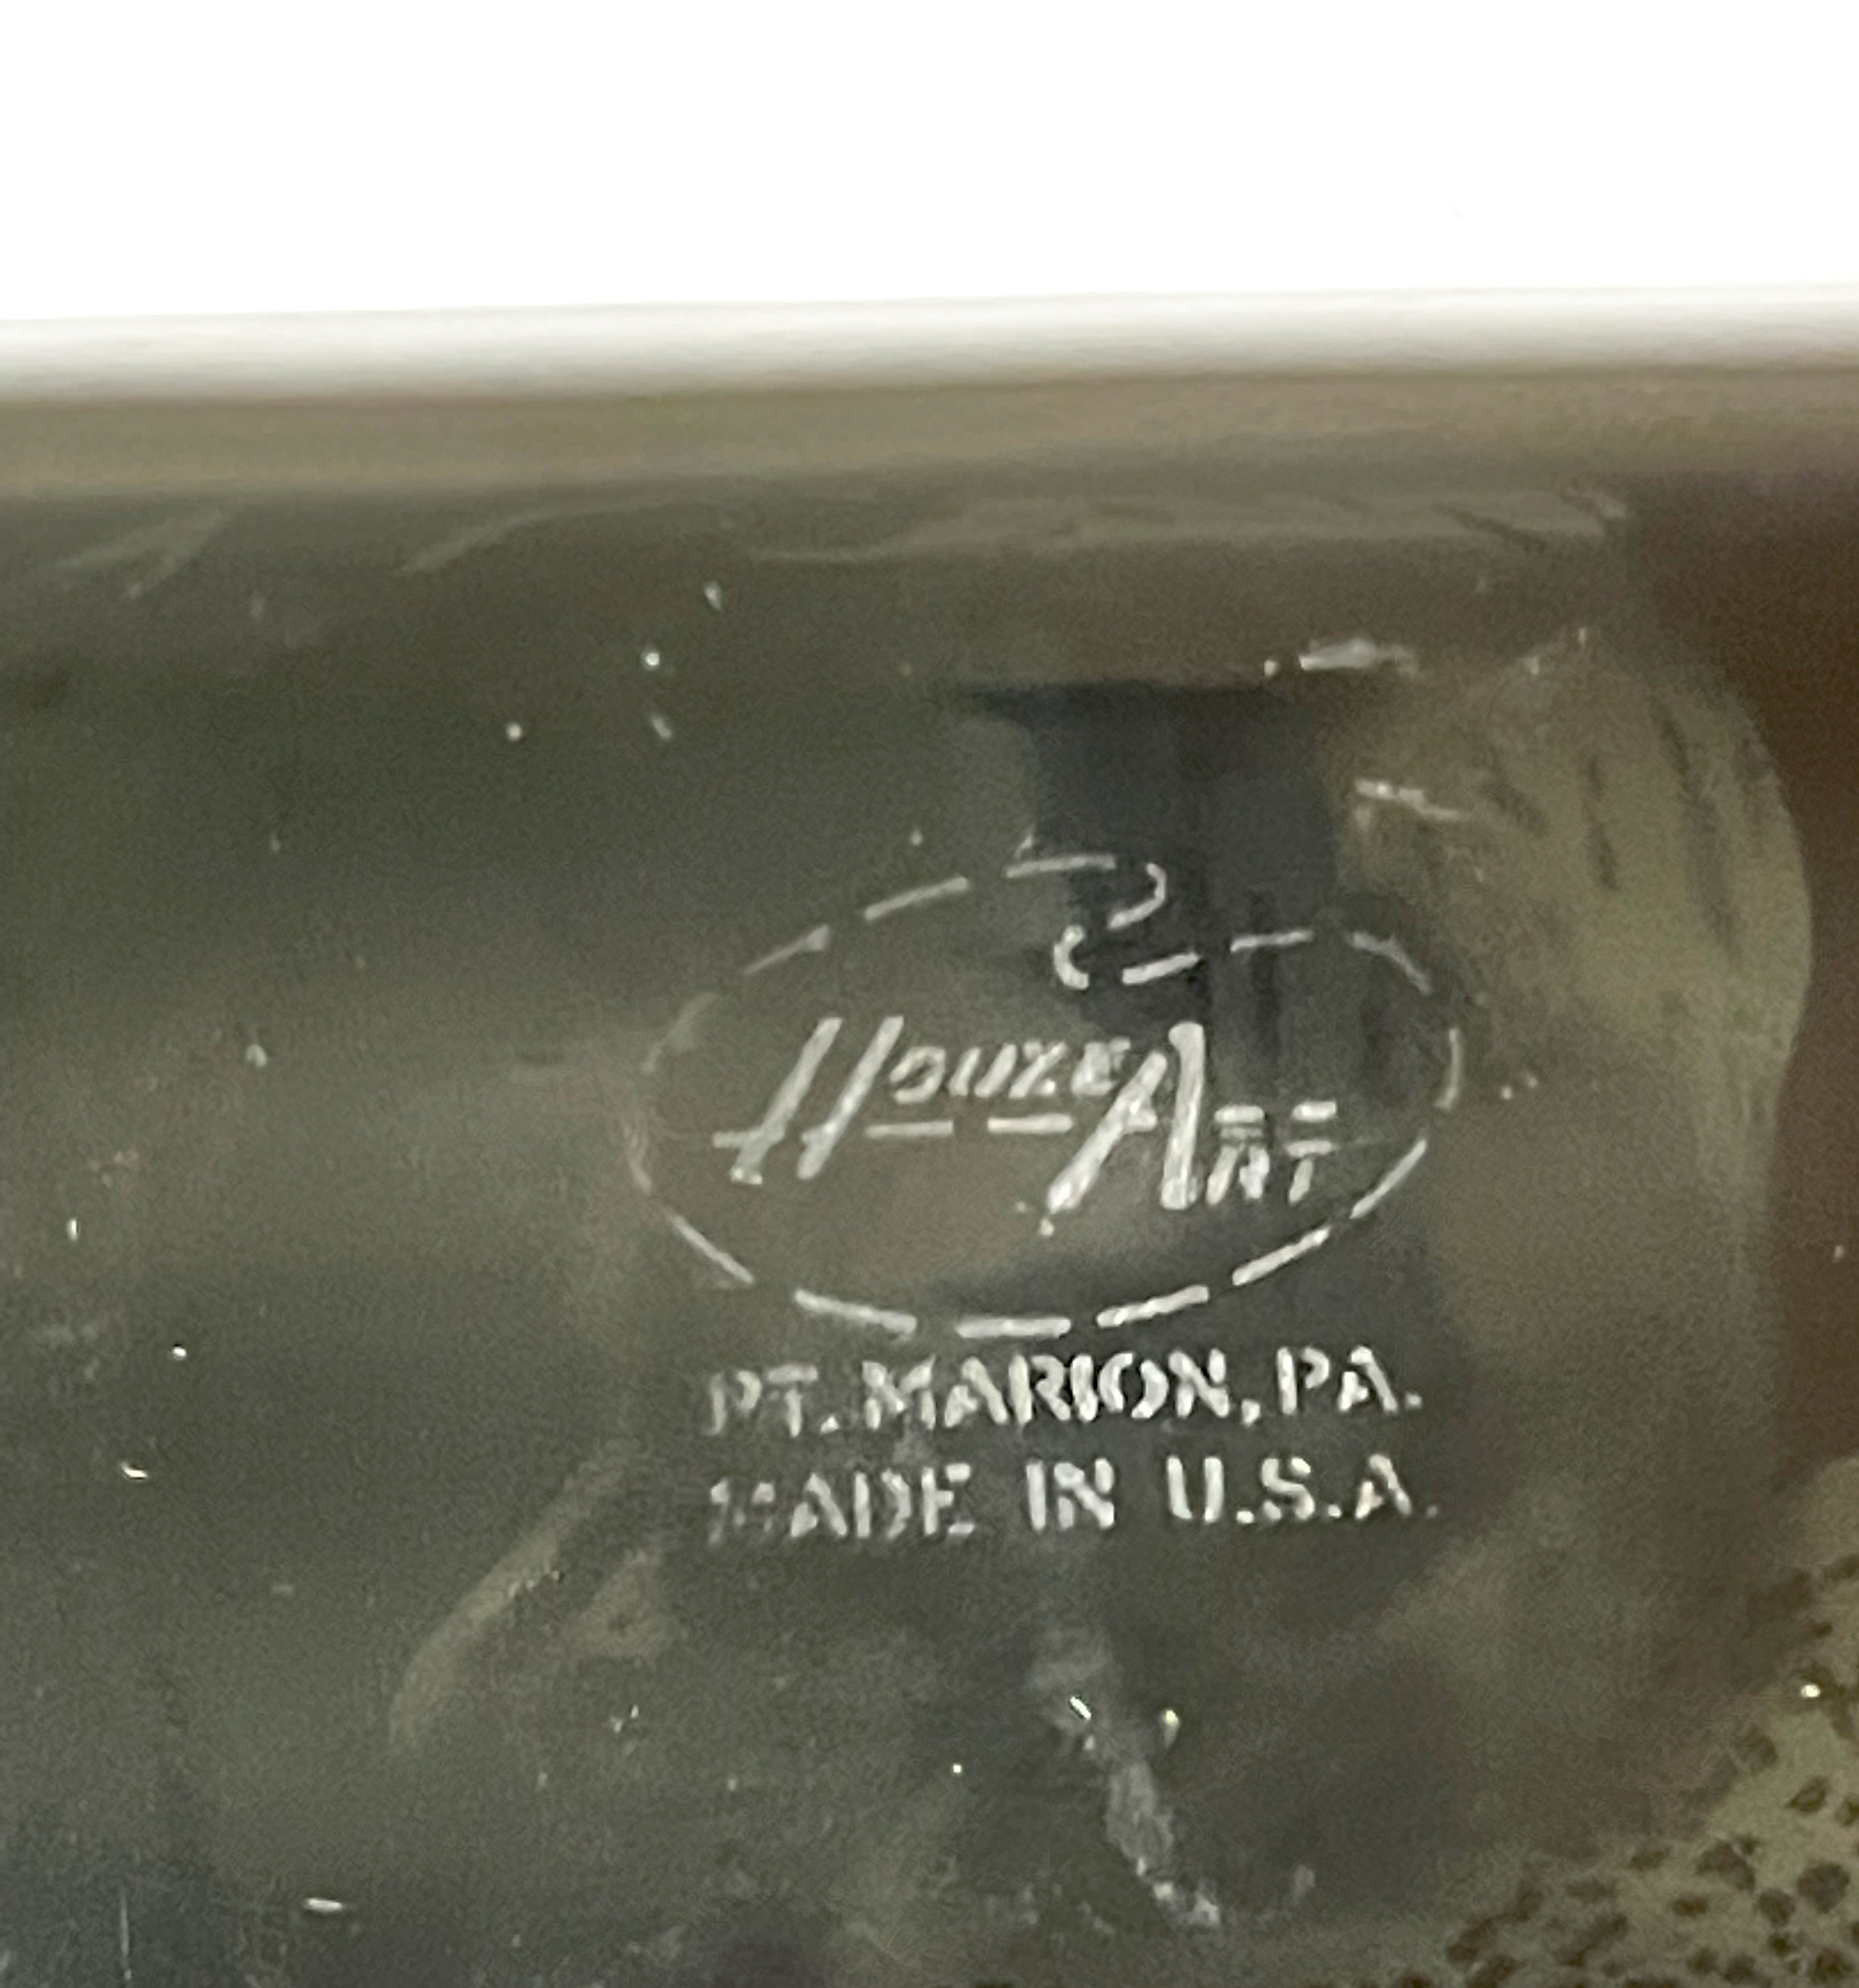 HOUZE ART
PT. MARION, PA.
MADE IN U.S.A.